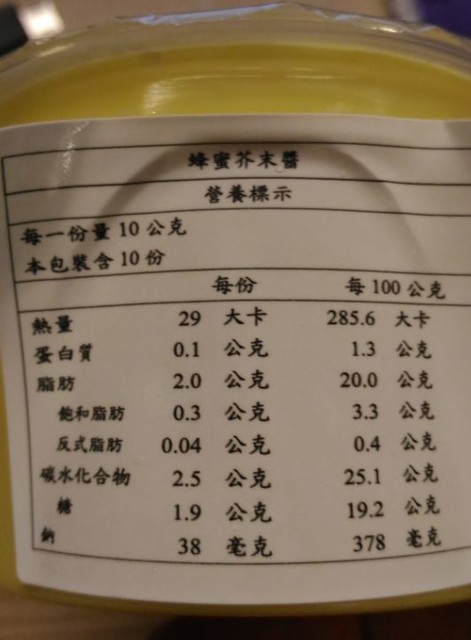 蜂蜜芥末醬
營養標示
每一份量 10 公克
本包裝含 10 份
每份 每 100 公克
熱量 29 大卡 285.6 大卡
蛋白質 0.1 公克 1.3 公克
脂肪 2.0 公克 20.0 公克
飽和脂肪 0.3 公克 3.3 公克
反式脂肪 0.04 公克 0.4 公克
碳水化合物 2.5 公克 25.1 公克
糖 1.9 公克 19.2 公克
鈉 38 毫克 378 毫克